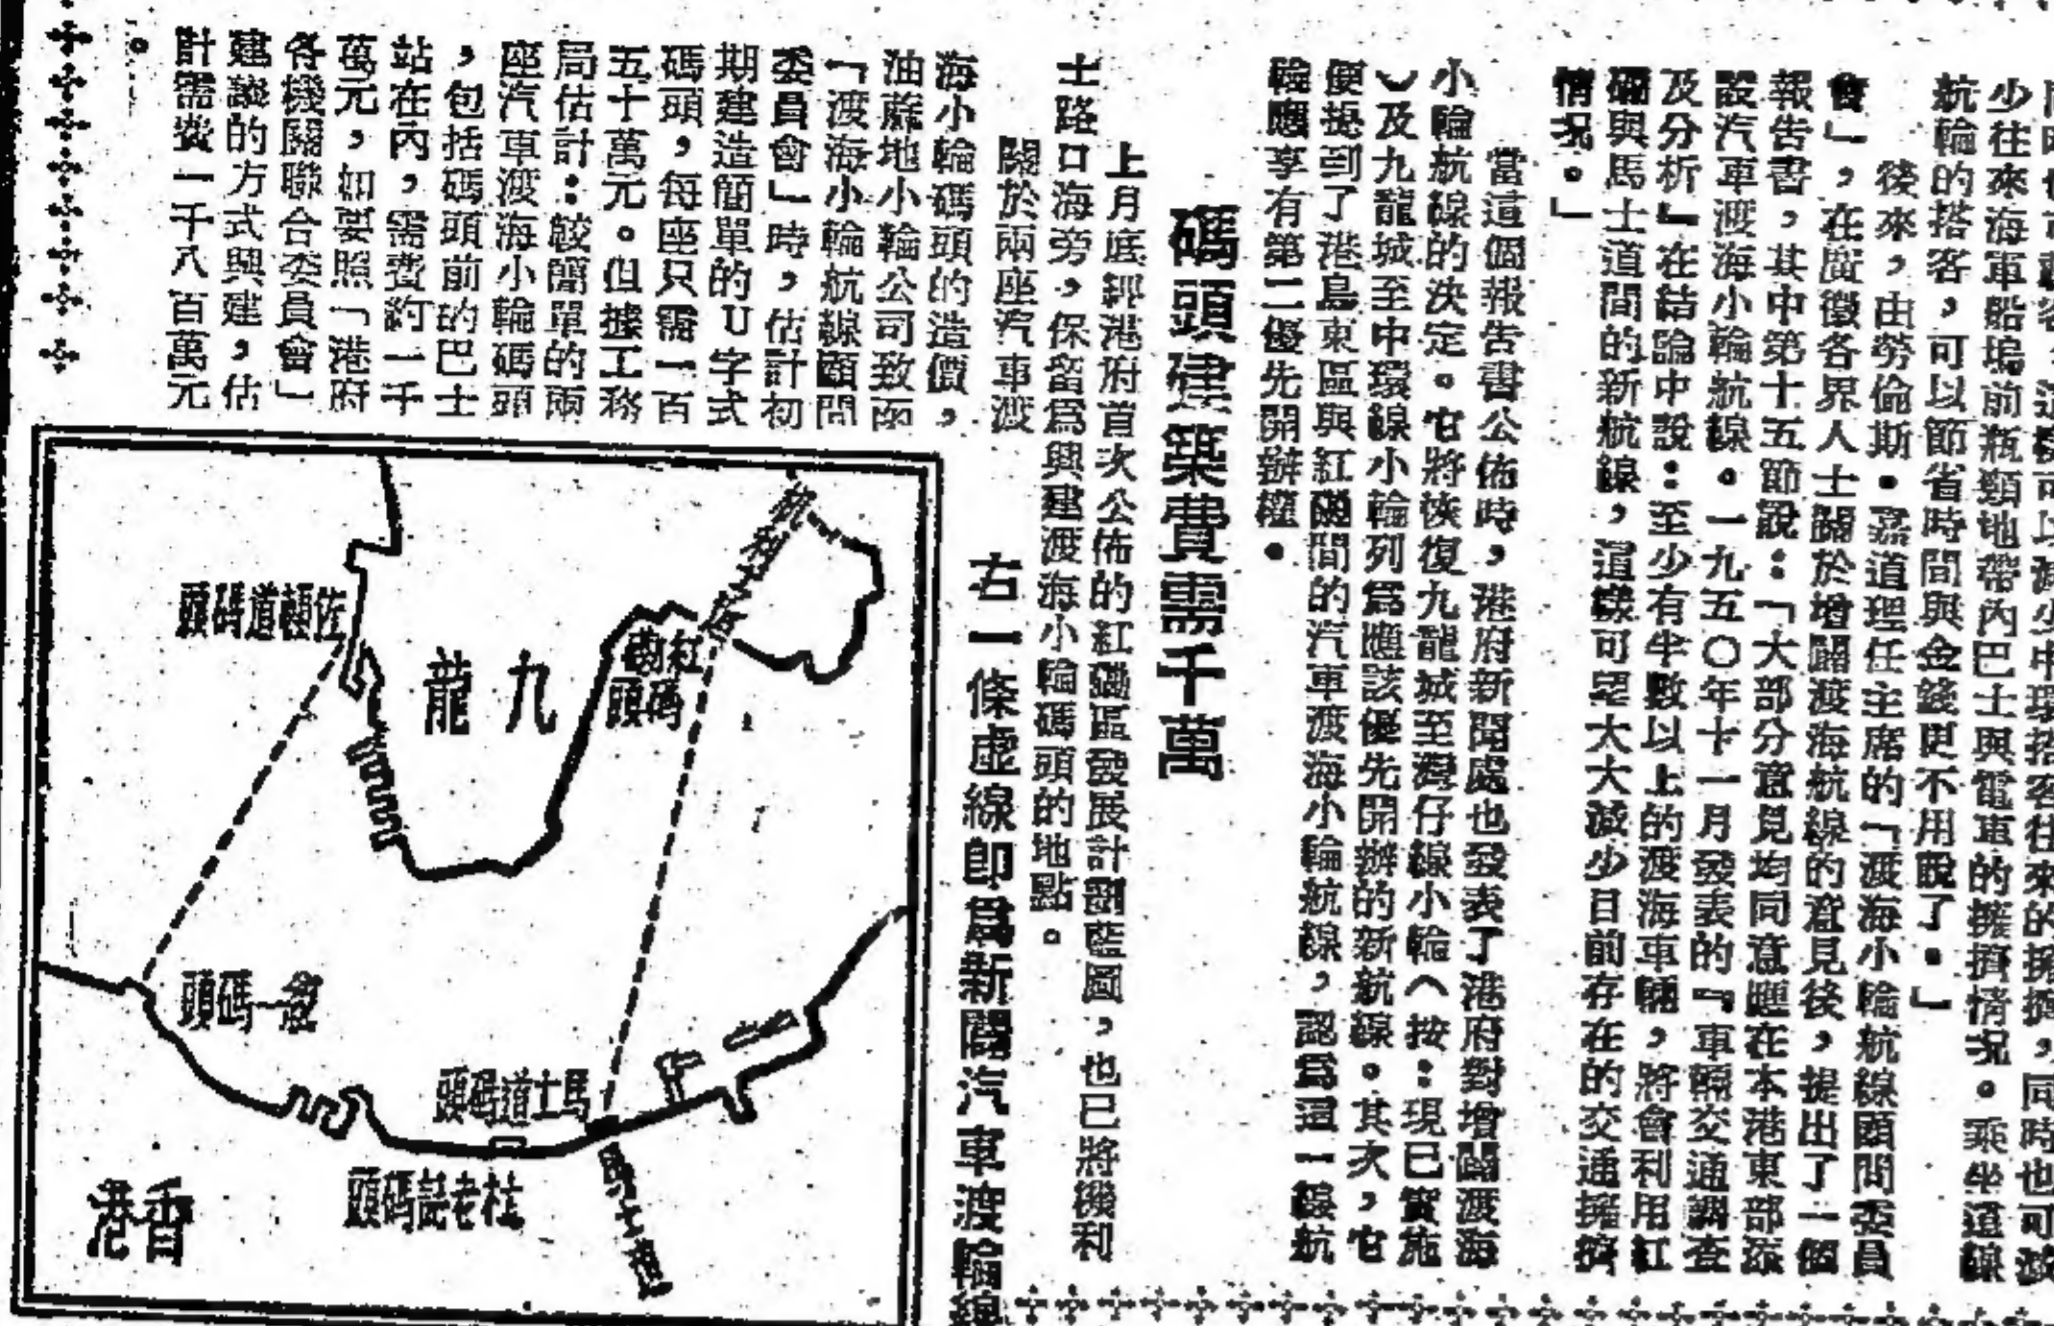 少往來海軍船塢前瓶頸地帶內巴士與電車的擁擠情況。乘坐這線
航輪的搭客,可以節省時間與金錢更不用說了。」
後來,由勞倫斯·嘉道理任主席的「渡海小輪航線顧問委員
會」,在廣徵各界人士關於增闢渡海航線的意見後,提出了一個
報告書,其中第十五節說:「大部分意見均同意應在本港東部添
設汽車渡海小輪航線。一九五〇年十一月發表的『車輛交通調查
及分析』在結論中說:至少有半數以上的渡海車輛,將會利用紅
磡與馬士道間的新航線,這樣可望大大減少目前存在的交通擁擠
情况。」
當這個報告書公佈時,港府新聞處也發表了港府對增闢渡海
小輪航線的決定。它將恢復九龍城至灣仔線小輪(按:現已實施
)及九龍城至中環線小輪列爲應該優先開辦的新航線。其次,它
便提到了港島東區與紅磡間的汽車渡海小輪航線,認爲這一綫航
輪應享有第二優先開辦權。
碼頭建築費需千萬
上月底經港府首次公佈的紅磡區發展計劃藍圖,也已將機利
士路口海旁,保留爲興建渡海小輪碼頭的地點。
關於兩座汽車渡
海小輪碼頭的造價,
油蔴地小輪公司致函
「渡海小輪航線顧問
委員會」時,估計初
期建造簡單的U字式
碼頭,每座只需一百
五十萬元。但據工務
局估計:較簡單的兩
座汽車渡海小輪碼頭
,包括碼頭前的巴士
站在內,需費約一千
萬元,如要照「港府
各機關聯合委員會」
建議的方式興建,估
計需費一千八百萬元
。
右一條虛線即爲新闢汽車渡輪線
佐頓道碼頭
九龍
紅磡碼頭
機利士路
統一碼頭
馬士道碼頭
杜老誌碼頭
馬士道
香港